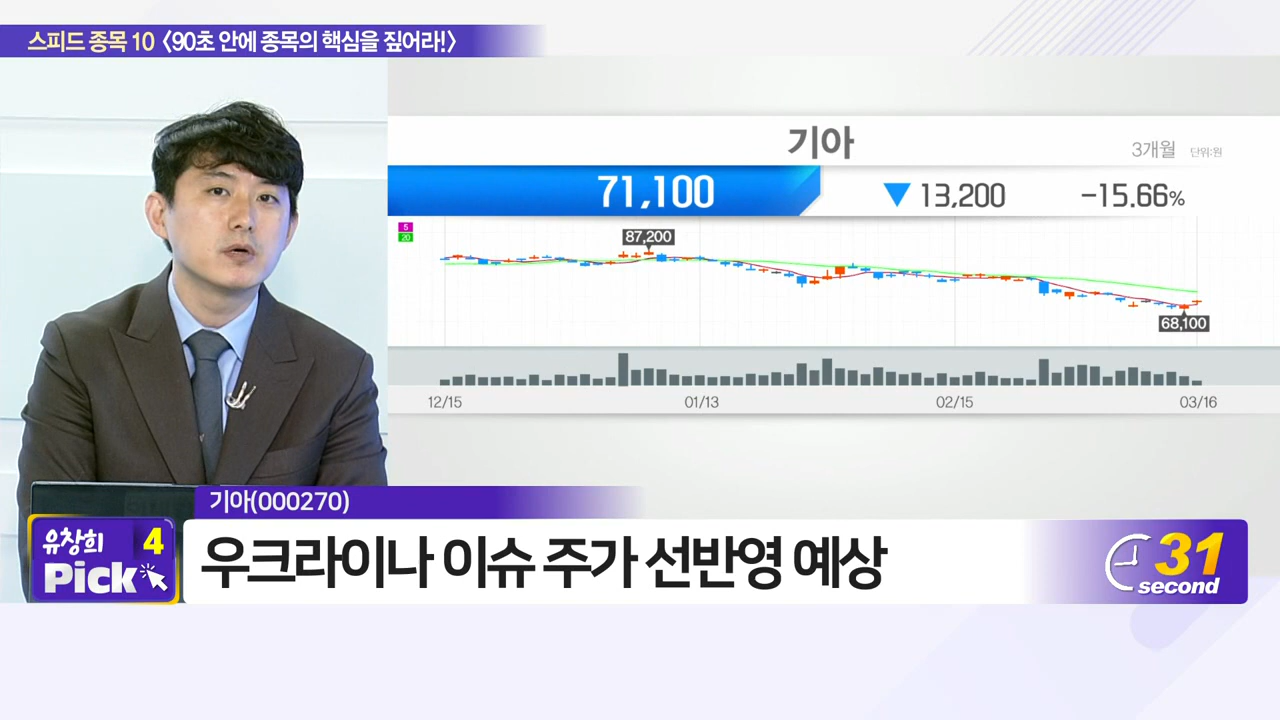 스피드 종목 10 〈90초 안에 종목의 핵심을 짚어라!〉
기아
3개월 단위:원
71,100 ▼ 13,200 -15.66%
5
20
87,200
68,100
12/15 01/13 02/15 03/16
기아(000270)
유창희 4
Pick
우크라이나 이슈 주가 선반영 예상
31
second